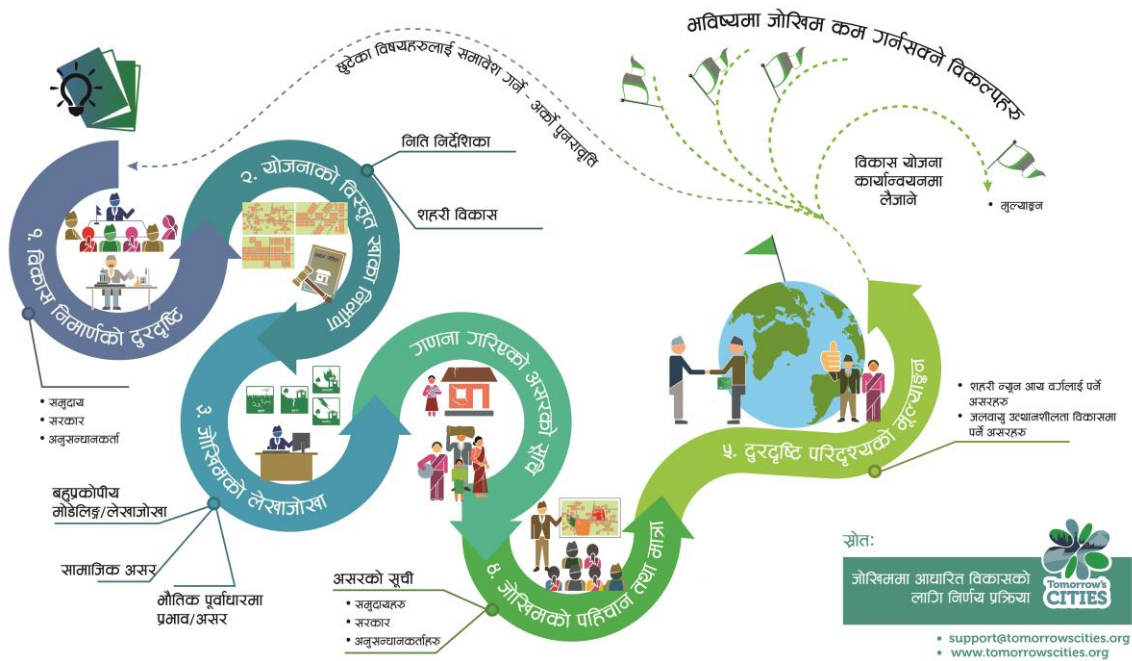 भविष्यमा जोखिम कम गर्नसक्ने विकल्पहरु
छुटेका विषयहरुलाई समावेश गर्ने - अर्को पुनरावृति
१. विकास निमार्णको दुरदृष्टि
• समुदाय
• सरकार
• अनुसन्धानकर्ता
२. योजनाको विस्तृत खाका निर्माण
निति निर्देशिका
शहरी विकास
३. जोखिमको लेखाजोखा
बहुप्रकोपीय
मोडेलिङ्ग/लेखाजोखा
सामाजिक असर
भौतिक पूर्वाधारमा
प्रभाव/असर
गणना गरिएको असरको सूचि
४. जोखिमको पहिचान तथा मात्रा
असरको सूची
• समुदायहरु
• सरकार
• अनुसन्धानकर्ताहरु
५. दुरदृष्टि परिदृश्यको मूल्याङ्कन
• शहरी न्यून आय वर्गलाई पर्ने
असरहरु
• जलवायु उत्थानशीलता विकासमा
पर्ने असरहरु
विकास योजना
कार्यान्वयनमा
लैजाने
• मुल्याङ्कन
स्रोत:
जोखिममा आधारित विकासको
लागि निर्णय प्रक्रिया
Tomorrow's
CITIES
• support@tomorrowscities.org
• www.tomorrowscities.org